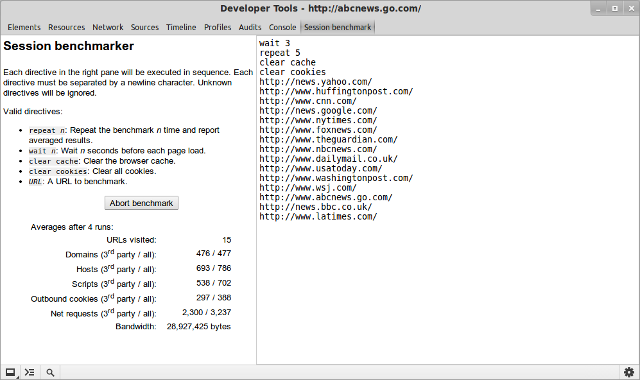 Developer Tools - http://abcnews.go.com/
Elements Resources Network Sources Timeline Profiles Audits Console Session benchmark
Session benchmarker
Each directive in the right pane will be executed in sequence. Each
directive must be separated by a newline character. Unknown
directives will be ignored.
Valid directives:
repeat n: Repeat the benchmark n time and report
averaged results.
wait n: Wait n seconds before each page load.
clear cache: Clear the browser cache.
clear cookies: Clear all cookies.
URL: A URL to benchmark.
Abort benchmark
Averages after 4 runs:
URLs visited: 15
Domains (3rd party / all): 476 / 477
Hosts (3rd party / all): 693 / 786
Scripts (3rd party / all): 538 / 702
Outbound cookies (3rd party / all): 297 / 388
Net requests (3rd party / all): 2,300 / 3,237
Bandwidth: 28,927,425 bytes
wait 3
repeat 5
clear cache
clear cookies
http://news.yahoo.com/
http://www.huffingtonpost.com/
http://www.cnn.com/
http://news.google.com/
http://www.nytimes.com/
http://www.foxnews.com/
http://www.theguardian.com/
http://www.nbcnews.com/
http://www.dailymail.co.uk/
http://www.usatoday.com/
http://www.washingtonpost.com/
http://www.wsj.com/
http://www.abcnews.go.com/
http://news.bbc.co.uk/
http://www.latimes.com/